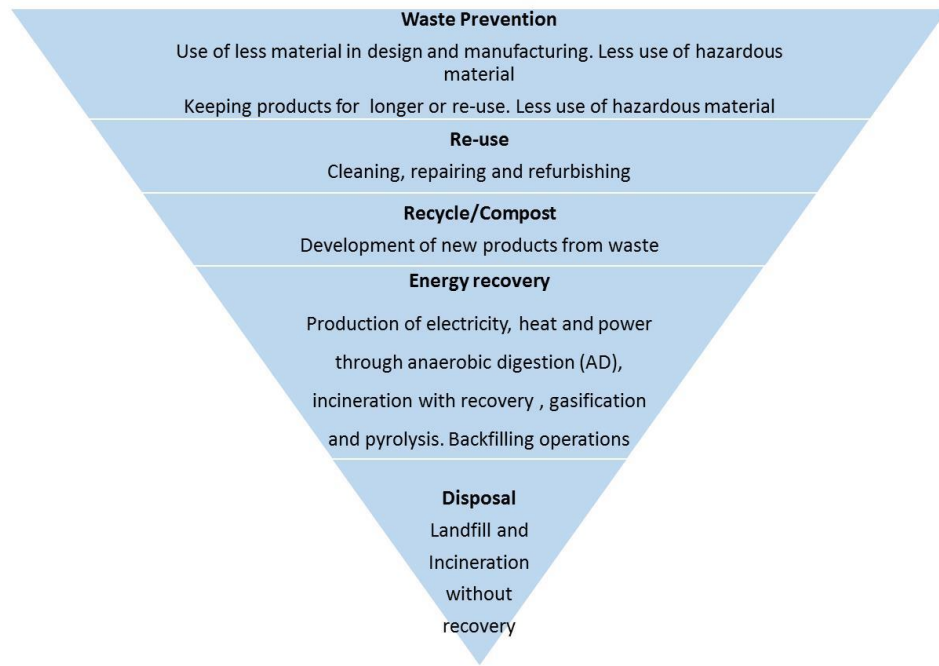 Waste Prevention
Use of less material in design and manufacturing. Less use of hazardous
material
Keeping products for longer or re-use. Less use of hazardous material
Re-use
Cleaning, repairing and refurbishing
Recycle/Compost
Development of new products from waste
Energy recovery
Production of electricity, heat and power
through anaerobic digestion (AD),
incineration with recovery , gasification
and pyrolysis. Backfilling operations
Disposal
Landfill and
Incineration
without
recovery